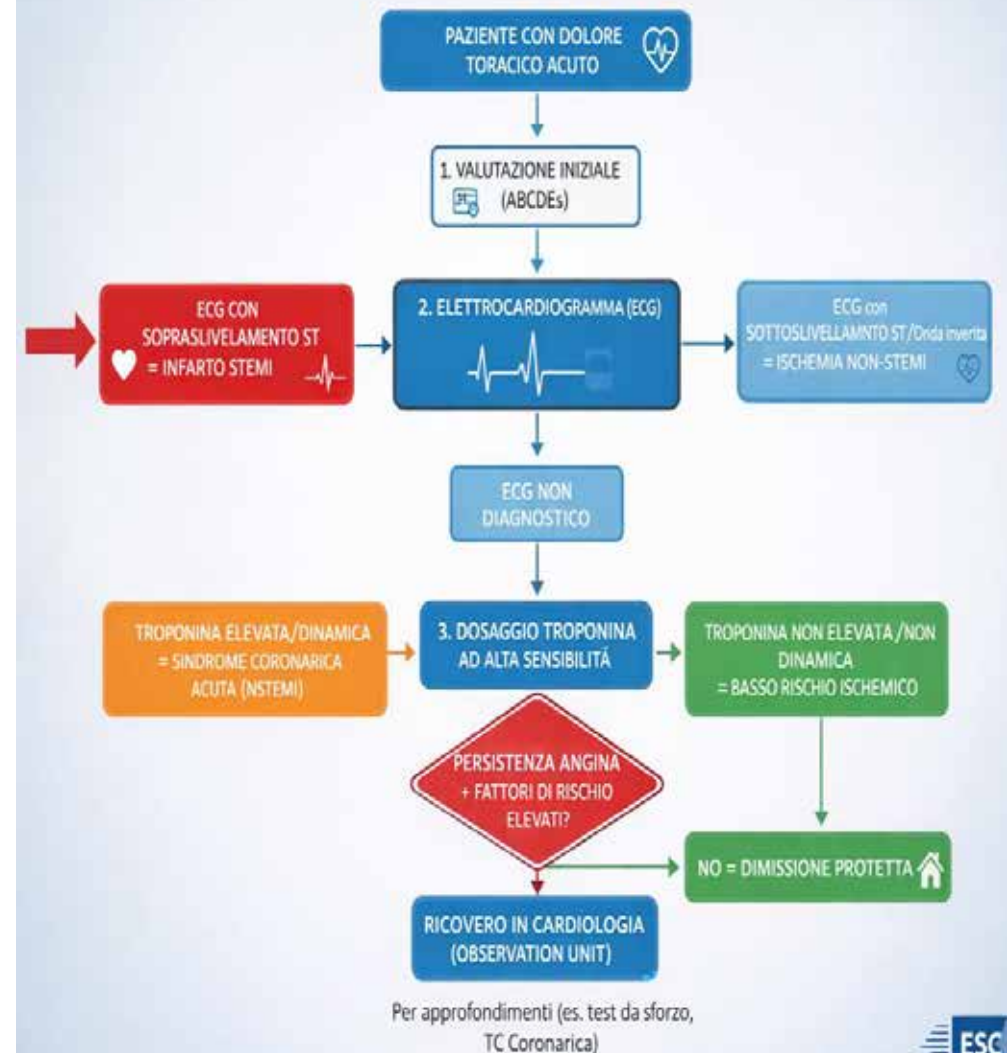 PAZIENTE CON DOLORE
TORACICO ACUTO
1. VALUTAZIONE INIZIALE
(ABCDEs)
ECG CON
SOPRASLIVELAMENTO ST
= INFARTO STEMI
2. ELETTROCARDIOGRAMMA (ECG)
ECG con
SOTTOSLIVELLAMNTO ST/Onda inverita
= ISCHEMIA NON-STEMI
ECG NON
DIAGNOSTICO
TROPONINA ELEVATA/DINAMICA
= SINDROME CORONARICA
ACUTA (NSTEMI)
3. DOSAGGIO TROPONINA
AD ALTA SENSIBILITÁ
TROPONINA NON ELEVATA /NON
DINAMICA
= BASSO RISCHIO ISCHEMICO
PERSISTENZA ANGINA
+ FATTORI DI RISCHIO
ELEVATI?
NO = DIMISSIONE PROTETTA
RICOVERO IN CARDIOLOGIA
(OBSERVATION UNIT)
Per approfondimenti (es. test da sforzo,
TC Coronarica)
ESC